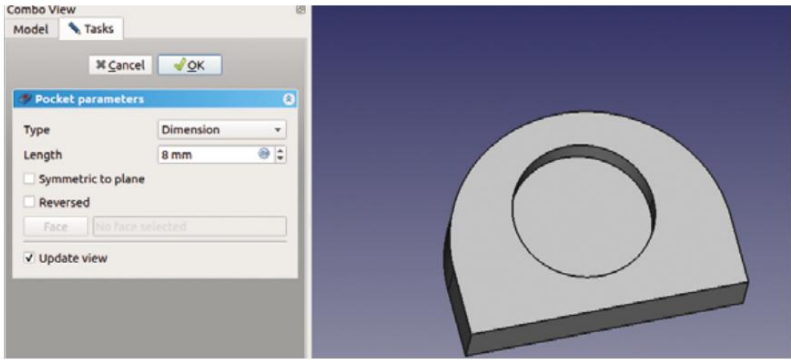 Combo View
Model Tasks
Cancel OK
Pocket parameters
Type Dimension
Length 8 mm
Symmetric to plane
Reversed
Face No face selected
Update view